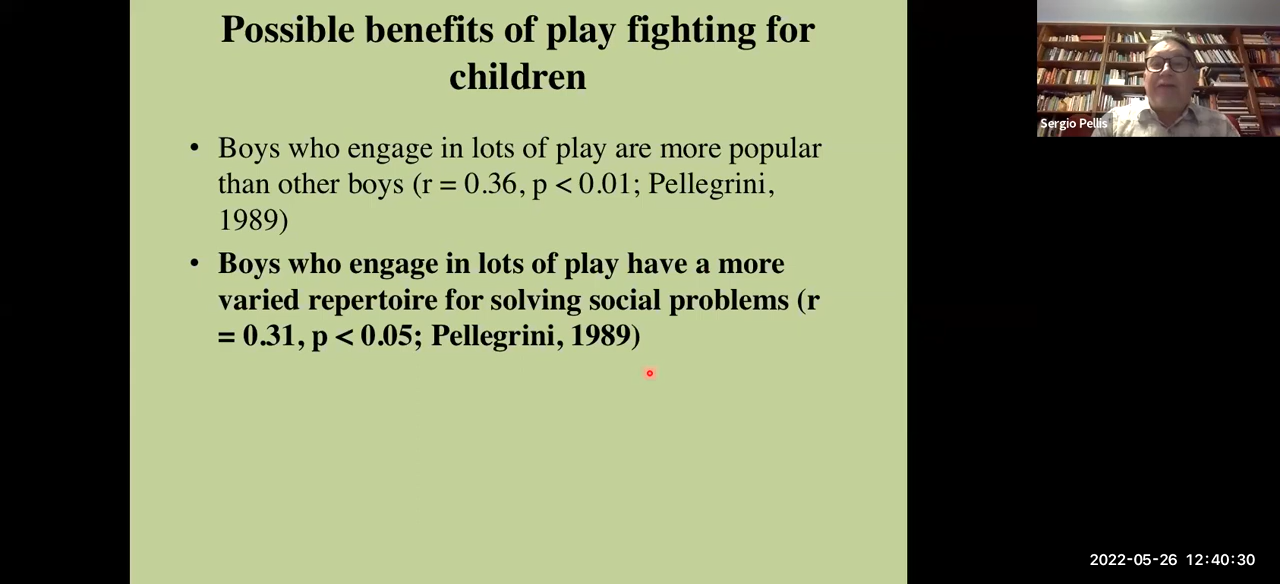 Possible benefits of play fighting for
children
• Boys who engage in lots of play are more popular
than other boys (r = 0.36, p < 0.01; Pellegrini,
1989)
• Boys who engage in lots of play have a more
varied repertoire for solving social problems (r
= 0.31, p < 0.05; Pellegrini, 1989)
Sergio Pellis
2022-05-26 12:40:30